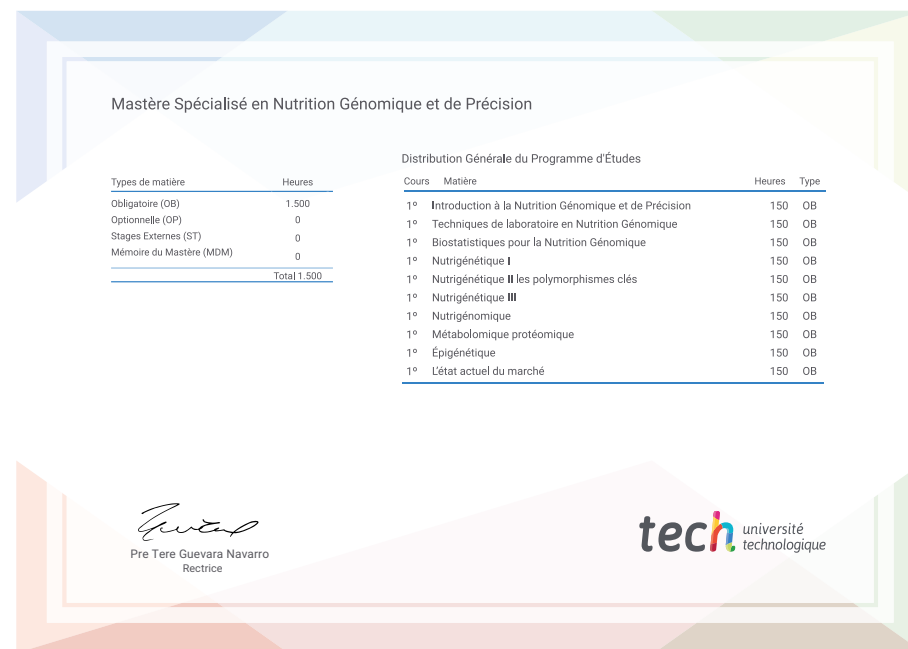 Mastère Spécialisé en Nutrition Génomique et de Précision
Types de matière Heures
Obligatoire (OB) 1.500
Optionnelle (OP) 0
Stages Externes (ST) 0
Mémoire du Mastère (MDM) 0
Total 1.500
Distribution Générale du Programme d'Études
Cours Matière Heures Type
1º Introduction à la Nutrition Génomique et de Précision 150 OB
1º Techniques de laboratoire en Nutrition Génomique 150 OB
1º Biostatistiques pour la Nutrition Génomique 150 OB
1º Nutrigénétique I 150 OB
1º Nutrigénétique II les polymorphismes clés 150 OB
1º Nutrigénétique III 150 OB
1º Nutrigénomique 150 OB
1º Métabolomique protéomique 150 OB
1º Épigénétique 150 OB
1º L'état actuel du marché 150 OB
Pre Tere Guevara Navarro
Rectrice
tech université
technologique